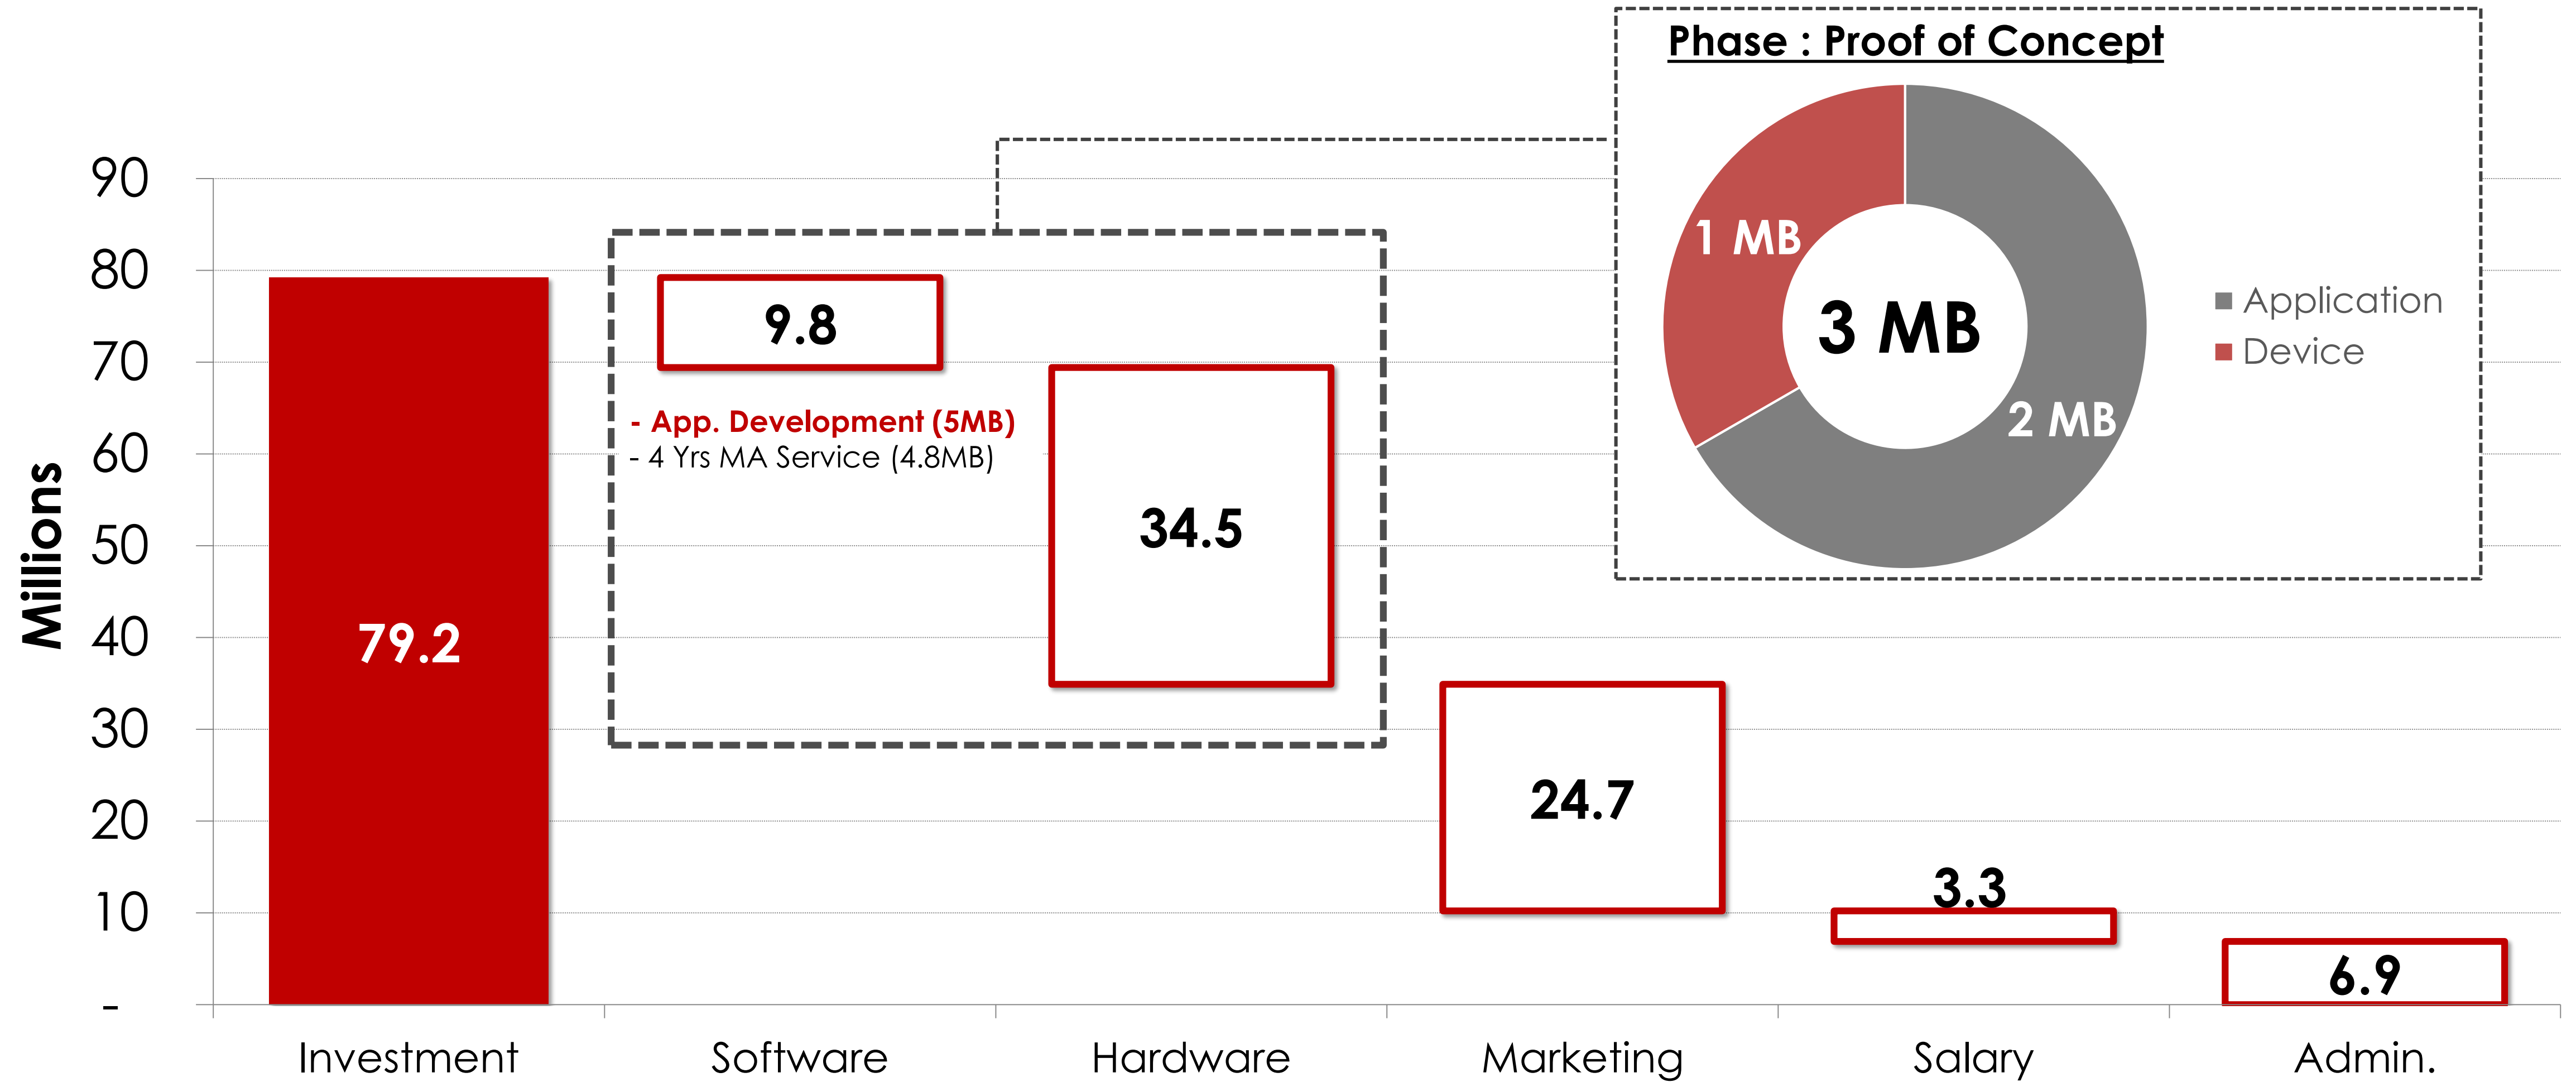 Phase : Proof of Concept
1 MB
3 MB
2 MB
Application
Device
Millions
90
80
70
60
50
40
30
20
10
-
79.2
9.8
- App. Development (5MB)
- 4 Yrs MA Service (4.8MB)
34.5
24.7
3.3
6.9
Investment
Software
Hardware
Marketing
Salary
Admin.